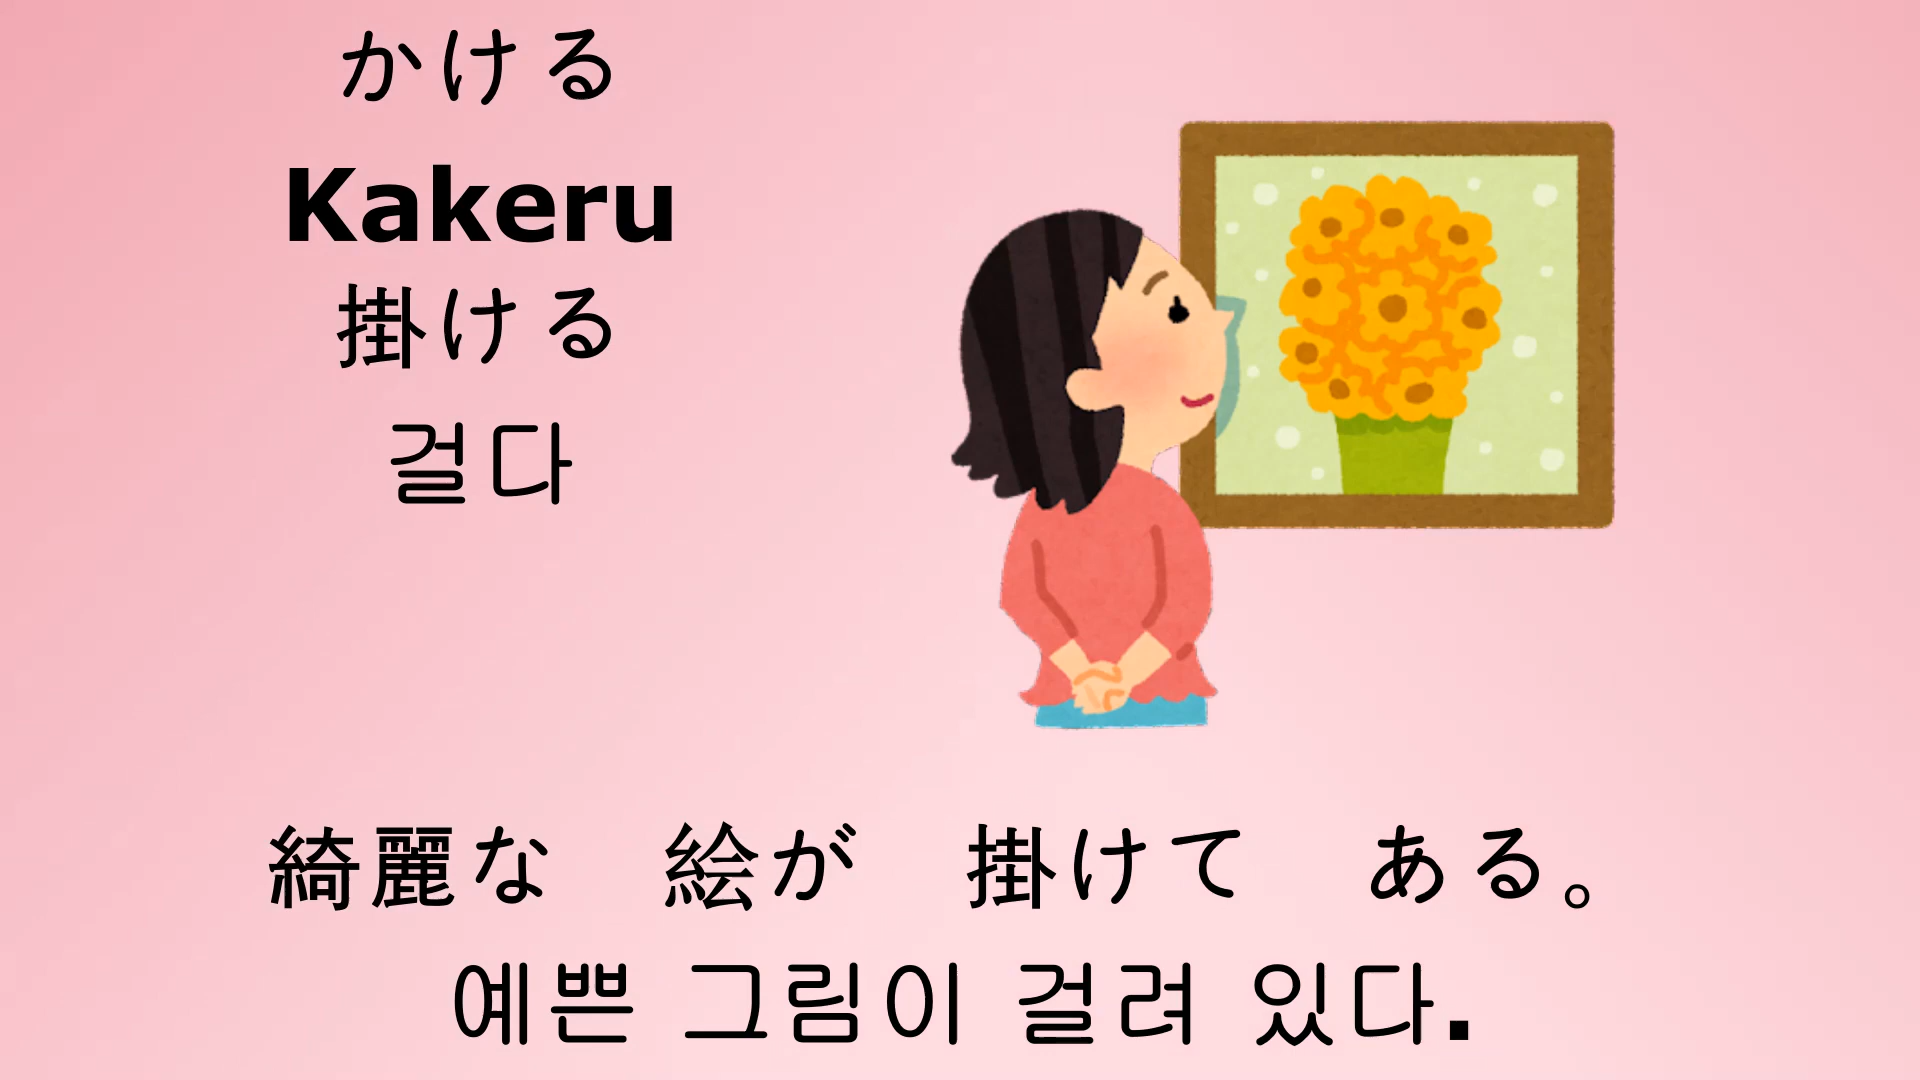 かける
Kakeru
掛ける
걸다
綺麗な　絵が　掛けて　ある。
예쁜 그림이 걸려 있다.